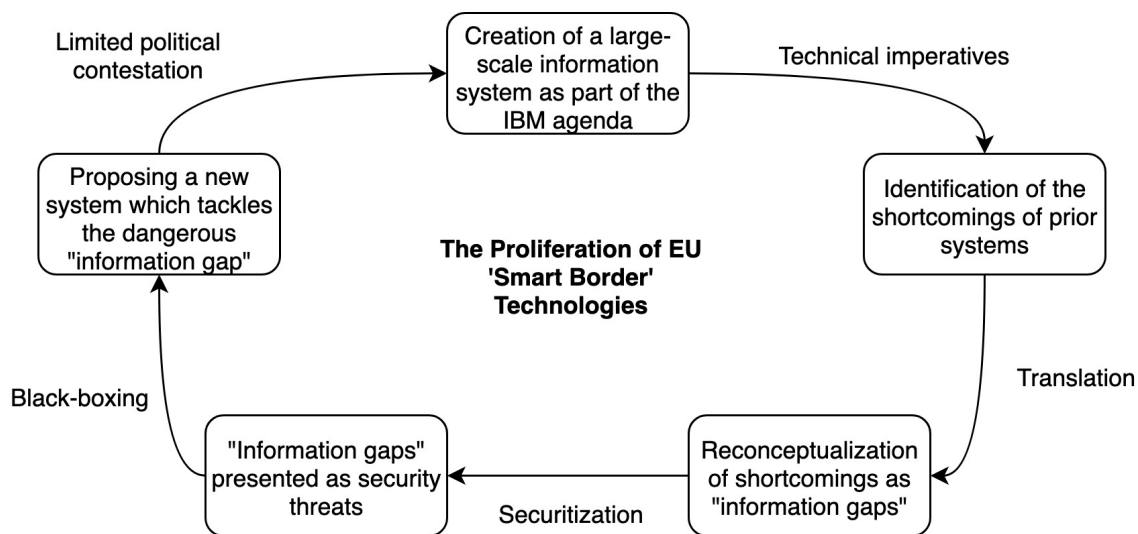 Limited political
contestation
Creation of a large-
scale information
system as part of the
IBM agenda
Technical imperatives
Identification of the
shortcomings of prior
systems
Translation
Reconceptualization
of shortcomings as
"information gaps"
Securitization
"Information gaps"
presented as security
threats
Black-boxing
Proposing a new
system which tackles
the dangerous
"information gap"
The Proliferation of EU
'Smart Border'
Technologies